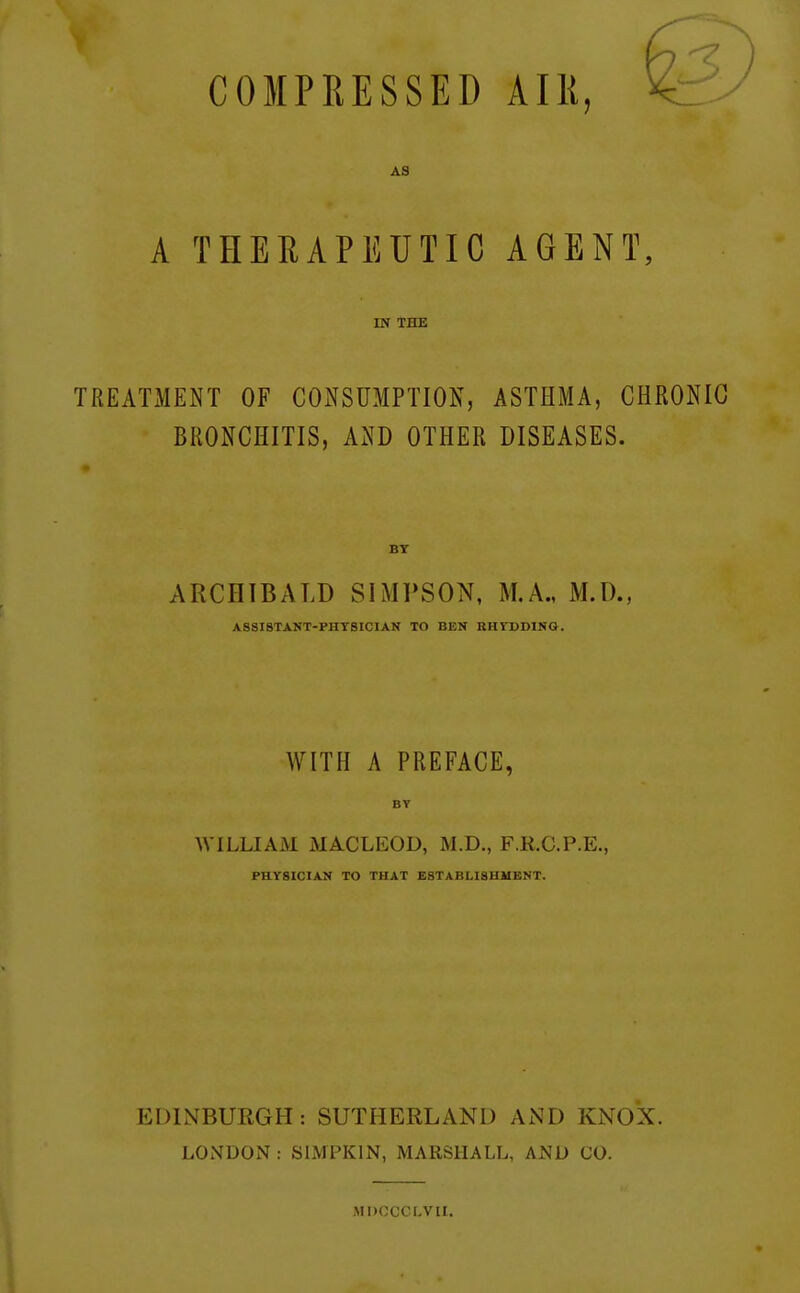 63
COMPRESSED AIR,
AS
A THERAPEUTIC AGENT,
IN THE
TREATMENT OF CONSUMPTION, ASTHMA, CHRONIC
BRONCHITIS, AND OTHER DISEASES.
BY
ARCHIBALD SIMPSON, M.A., M.D.,
ASSISTANT-PHYSICIAN TO BEN RHYDDING.
WITH A PREFACE,
BY
WILLIAM MACLEOD, M.D., F.R.C.P.E.,
PHYSICIAN TO THAT ESTABLISHMENT.
EDINBURGH: SUTHERLAND AND KNOX.
LONDON: SIMPKIN, MARSHALL, AND CO.
MDCCCLVII.